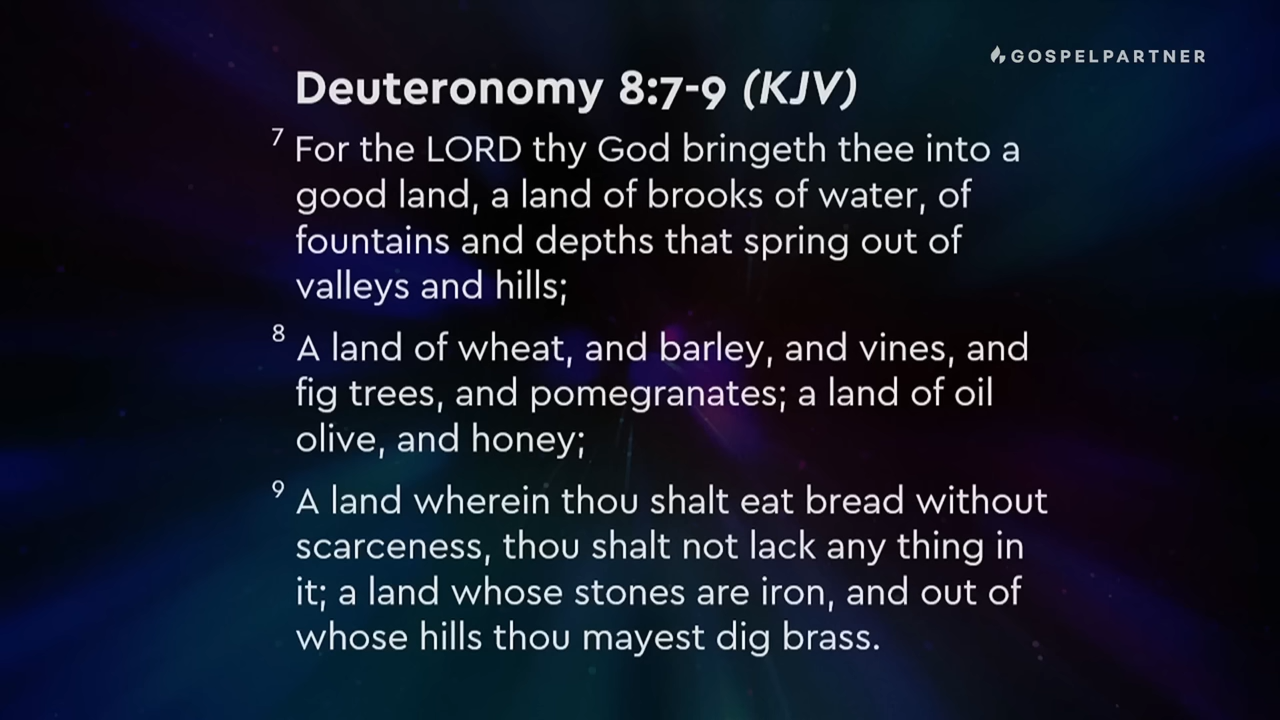 GOSPELPARTNER
Deuteronomy 8:7-9 (KJV)
7 For the LORD thy God bringeth thee into a
good land, a land of brooks of water, of
fountains and depths that spring out of
valleys and hills;
8 A land of wheat, and barley, and vines, and
fig trees, and pomegranates; a land of oil
olive, and honey;
9 A land wherein thou shalt eat bread without
scarceness, thou shalt not lack any thing in
it; a land whose stones are iron, and out of
whose hills thou mayest dig brass.